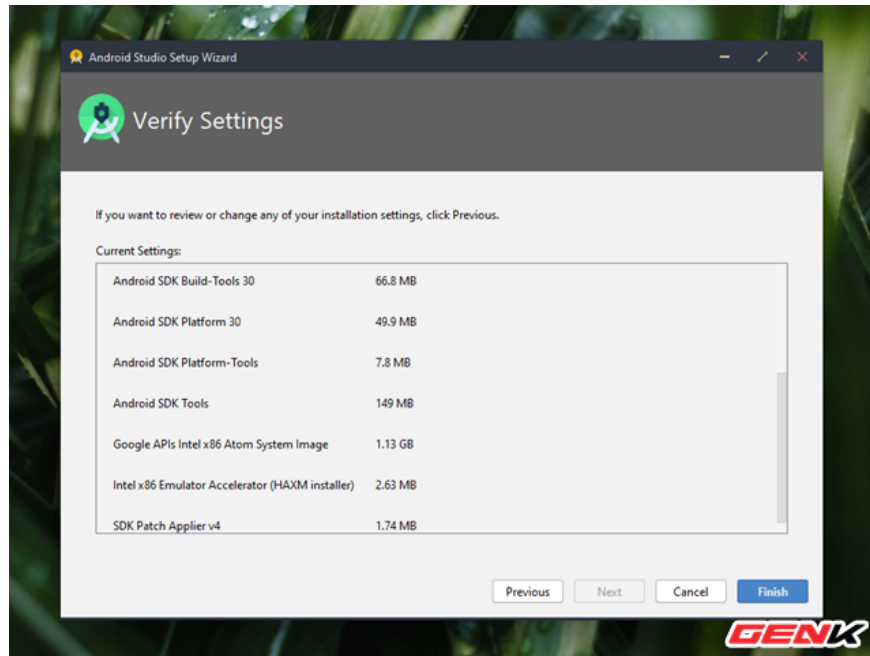 Android Studio Setup Wizard
Verify Settings
If you want to review or change any of your installation settings, click Previous.
Current Settings:
Android SDK Build-Tools 30 66.8 MB
Android SDK Platform 30 49.9 MB
Android SDK Platform-Tools 7.8 MB
Android SDK Tools 149 MB
Google APIs Intel x86 Atom System Image 1.13 GB
Intel x86 Emulator Accelerator (HAXM installer) 2.63 MB
SDK Patch Applier v4 1.74 MB
Previous Next Cancel Finish
GENK